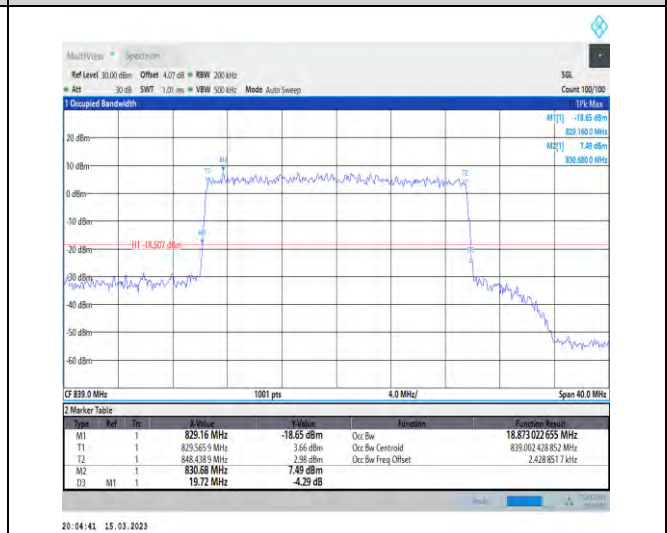 MultiView Spectrum
Ref Level 30.00 dBm Offset 4.07 dB RBW 200 kHz SGL
Att 30 dB SWT 1.01 ms VBW 500 kHz Mode Auto Sweep Count 100/100
1 Occupied Bandwidth 1Pk Max
M1[1] -18.65 dBm
829.160 0 MHz
M2[1] 7.49 dBm
830.680 0 MHz
20 dBm
10 dBm
0 dBm
-10 dBm
H1 -18.507 dBm
-20 dBm
-30 dBm
-40 dBm
-50 dBm
-60 dBm
M2
T1
M1
CF 839.0 MHz 1001 pts 4.0 MHz/ Span 40.0 MHz
2 Marker Table
Type Ref Trc X-Value Y-Value Function Function Result
M1 1 829.16 MHz -18.65 dBm Occ Bw 18.873 022 655 MHz
T1 1 829.565 9 MHz 3.66 dBm Occ Bw Centroid 839.002 428 852 MHz
T2 1 848.438 9 MHz 2.98 dBm Occ Bw Freq Offset 2.428 851 7 kHz
M2 1 830.68 MHz 7.49 dBm
D3 M1 1 19.72 MHz -4.29 dB
20:04:41 15.03.2023